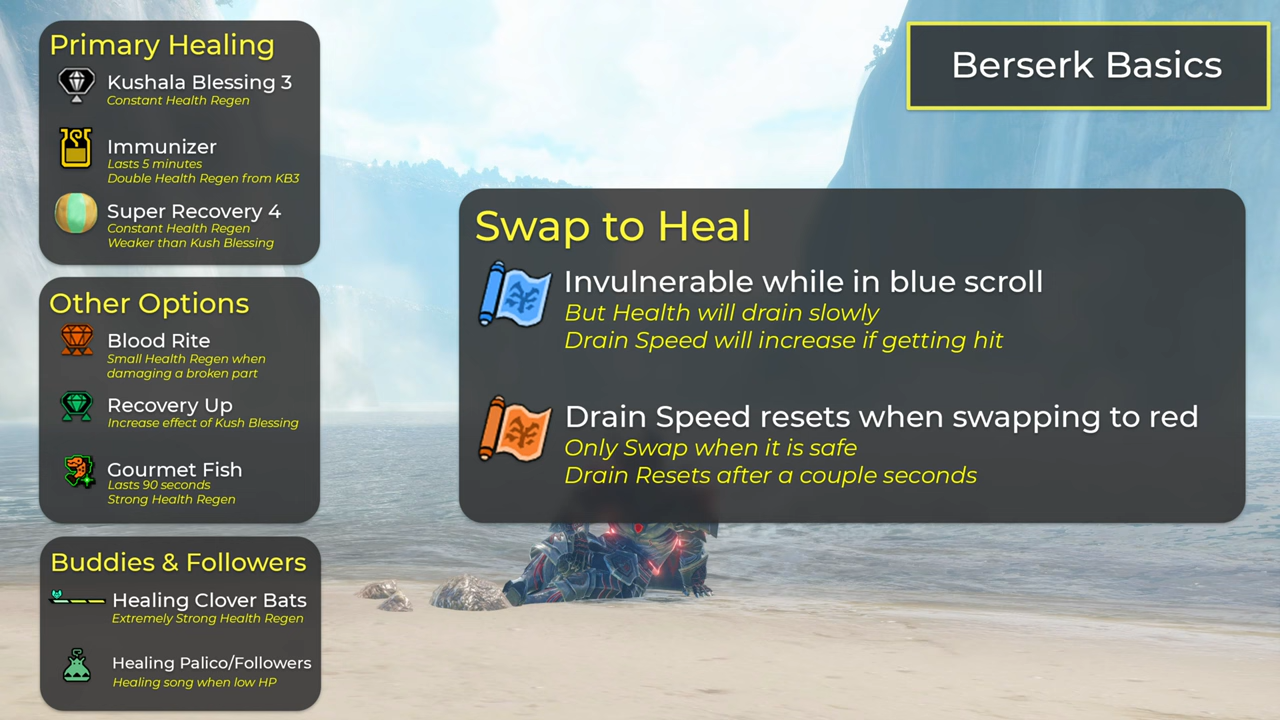 Primary Healing
Kushala Blessing 3
Constant Health Regen
Immunizer
Lasts 5 minutes
Double Health Regen from KB3
Super Recovery 4
Constant Health Regen
Weaker than Kush Blessing
Other Options
Blood Rite
Small Health Regen when
damaging a broken part
Recovery Up
Increase effect of Kush Blessing
Gourmet Fish
Lasts 90 seconds
Strong Health Regen
Buddies & Followers
Healing Clover Bats
Extremely Strong Health Regen
Healing Palico/Followers
Healing song when low HP
Berserk Basics
Swap to Heal
Invulnerable while in blue scroll
But Health will drain slowly
Drain Speed will increase if getting hit
Drain Speed resets when swapping to red
Only Swap when it is safe
Drain Resets after a couple seconds